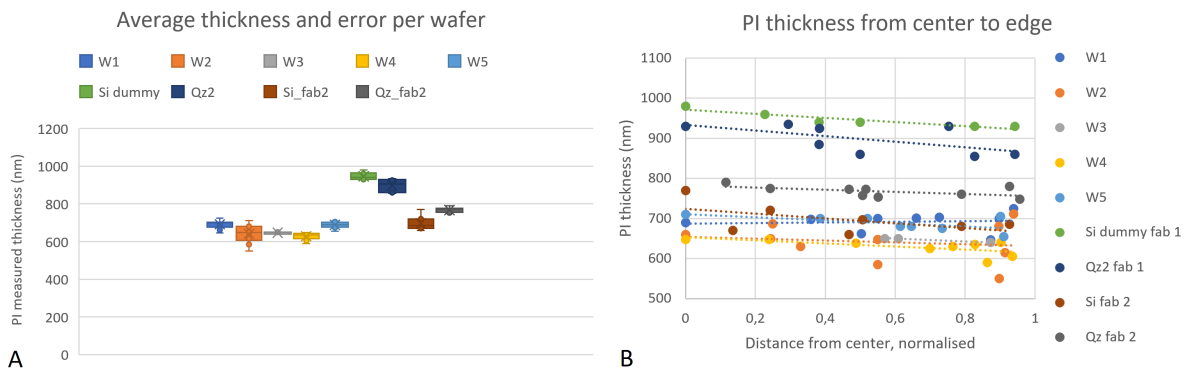 Average thickness and error per wafer
W1 W2 W3 W4 W5
Si dummy Qz2 Si_fab2 Qz_fab2
PI measured thickness (nm)
1200
1000
800
600
400
200
0
A
PI thickness from center to edge
PI thickness (nm)
1100
1000
900
800
700
600
500
0 0,2 0,4 0,6 0,8 1
Distance from center, normalised
W1
W2
W3
W4
W5
Si dummy fab 1
Qz2 fab 1
Si fab 2
Qz fab 2
B